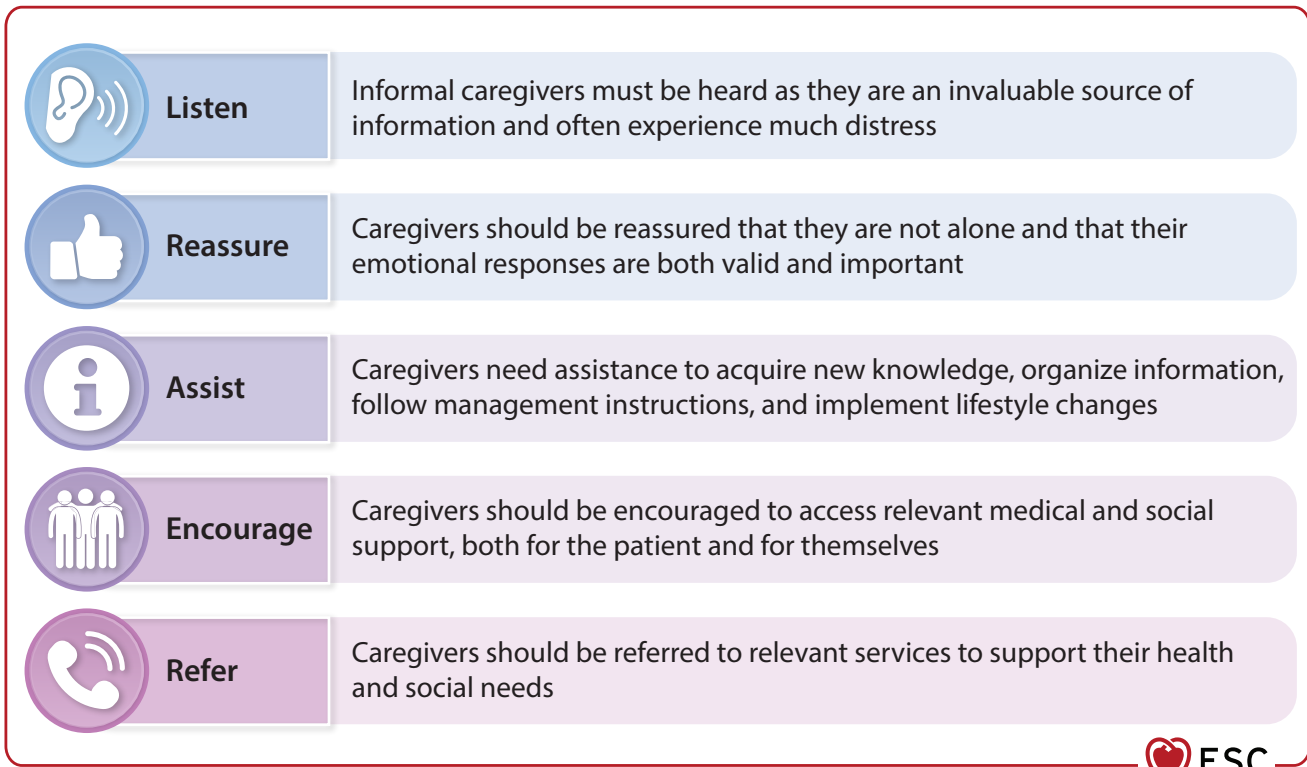 Listen
Informal caregivers must be heard as they are an invaluable source of
information and often experience much distress
Reassure
Caregivers should be reassured that they are not alone and that their
emotional responses are both valid and important
Assist
Caregivers need assistance to acquire new knowledge, organize information,
follow management instructions, and implement lifestyle changes
Encourage
Caregivers should be encouraged to access relevant medical and social
support, both for the patient and for themselves
Refer
Caregivers should be referred to relevant services to support their health
and social needs
ESC